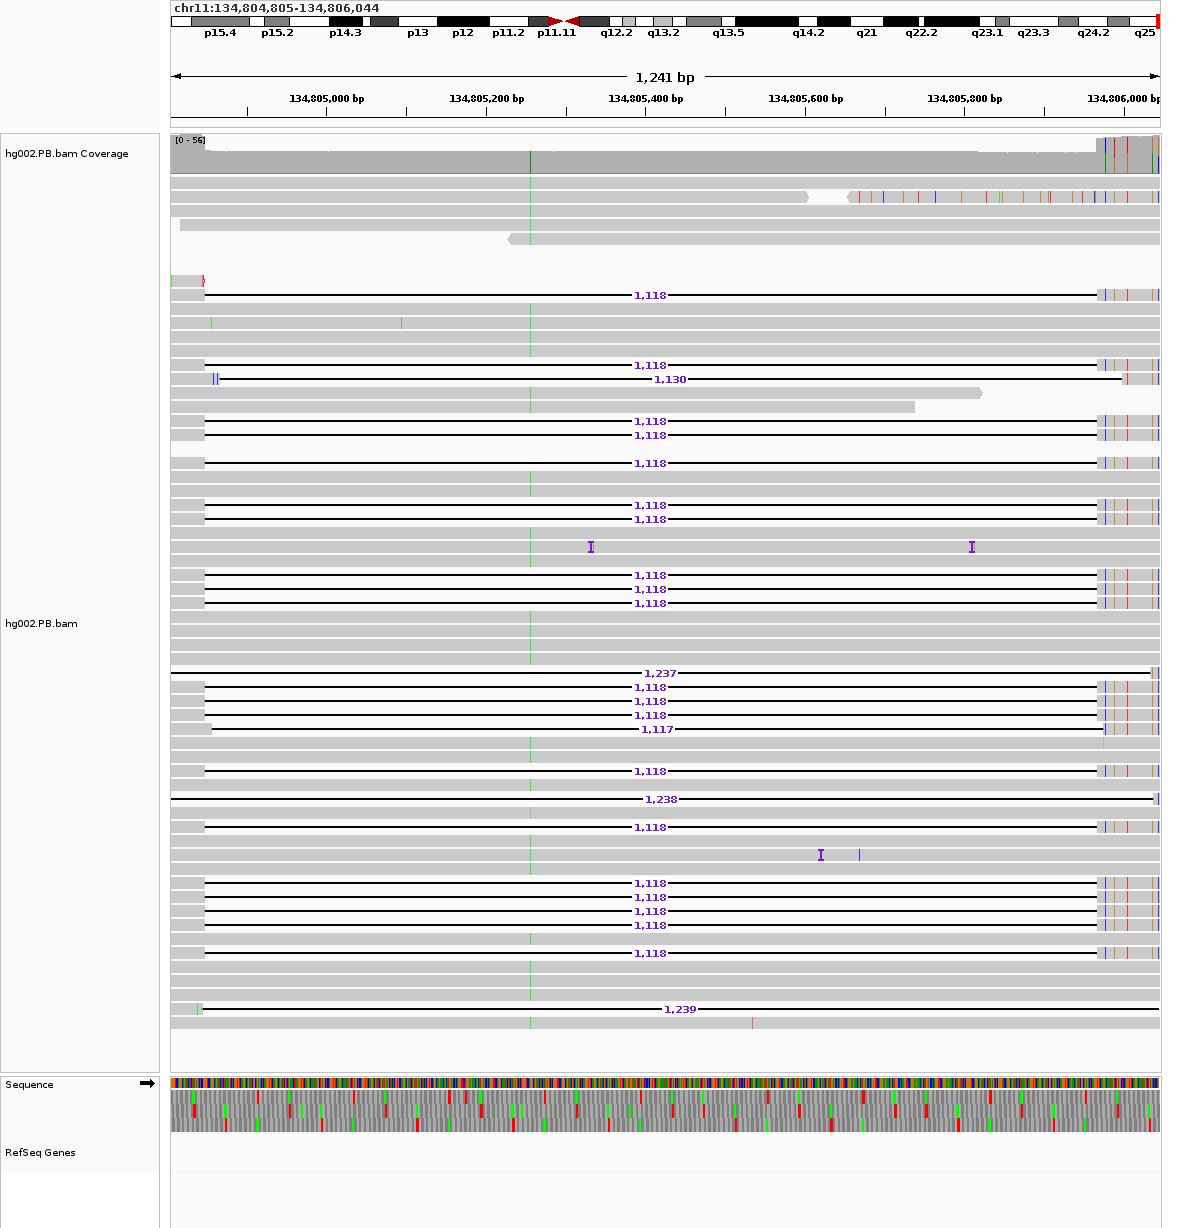 chr11:134,804,805-134,806,044
p15.4 p15.2 p14.3 p13 p12 p11.2 p11.11 q12.2 q13.2 q13.5 q14.2 q21 q22.2 q23.1 q23.3 q24.2 q25
1,241 bp
134,805,000 bp 134,805,200 bp 134,805,400 bp 134,805,600 bp 134,805,800 bp 134,806,000 bp
[0 - 56]
hg002.PB.bam Coverage
1,118
1,118
1,130
1,118
1,118
1,118
1,118
1,118
1,118
1,118
1,118
hg002.PB.bam
1,237
1,118
1,118
1,118
1,117
1,118
1,238
1,118
1,118
1,118
1,118
1,118
1,118
1,239
Sequence
RefSeq Genes